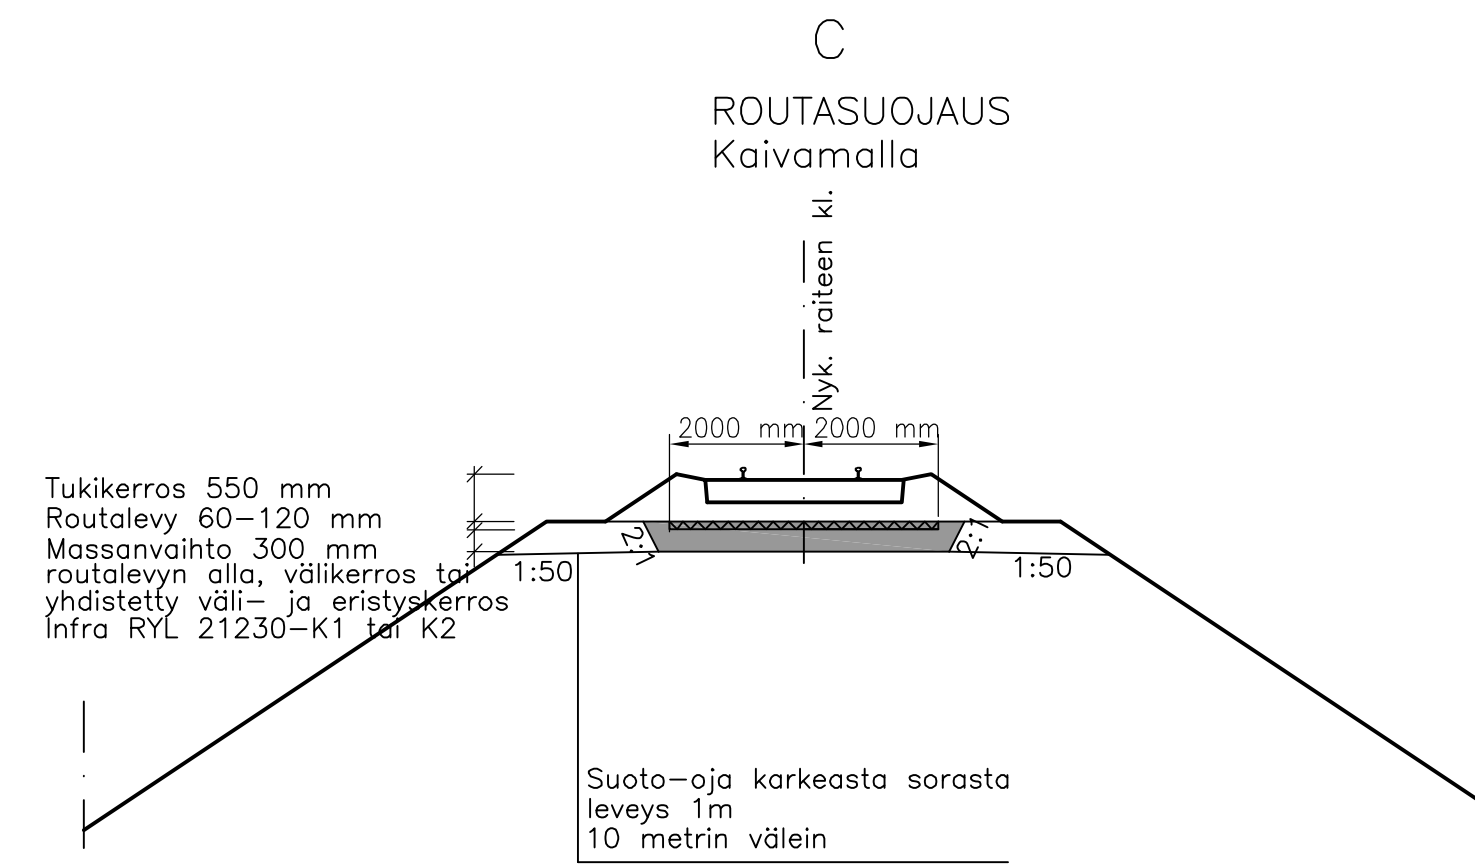 C
ROUTASUOJAUS
Kaivamalla
Nyk. raiteen kl.
2000 mm
2000 mm
Tukikerros 550 mm
Routalevy 60-120 mm
Massanvaihto 300 mm
routalevyn alla, välikerros tai
yhdistetty väli- ja eristyskerros
Infra RYL 21230-K1 tai K2
2:1
2:1
1:50
1:50
Suoto-oja karkeasta sorasta
leveys 1m
10 metrin välein